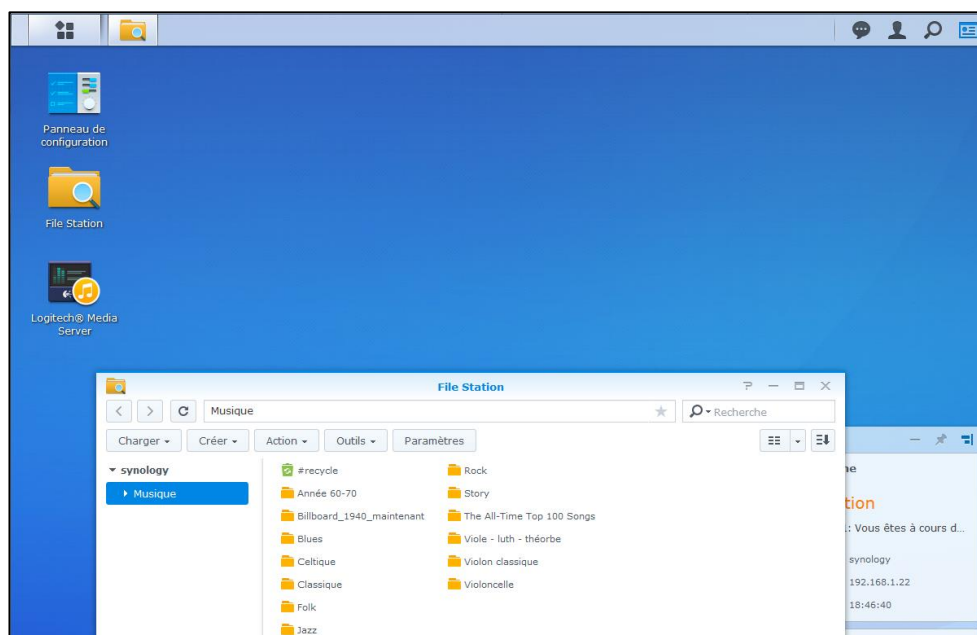 Panneau de
configuration
File Station
Logitech® Media
Server
File Station
Musique
Recherche
Charger
Créer
Action
Outils
Paramètres
synology
Musique
#recycle
Année 60-70
Billboard_1940_maintenant
Blues
Celtique
Classique
Folk
Jazz
Rock
Story
The All-Time Top 100 Songs
Viole - luth - théorbe
Violon classique
Violoncelle
ne
tion
: Vous êtes à cours d...
synology
192.168.1.22
18:46:40